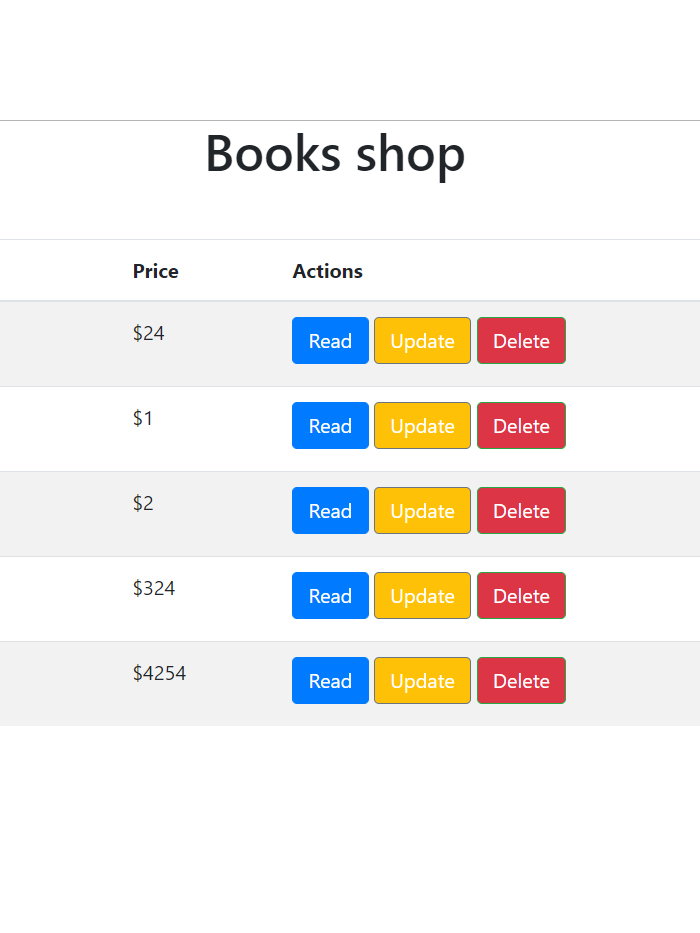 Books shop
Price Actions
$24 Read Update Delete
$1 Read Update Delete
$2 Read Update Delete
$324 Read Update Delete
$4254 Read Update Delete